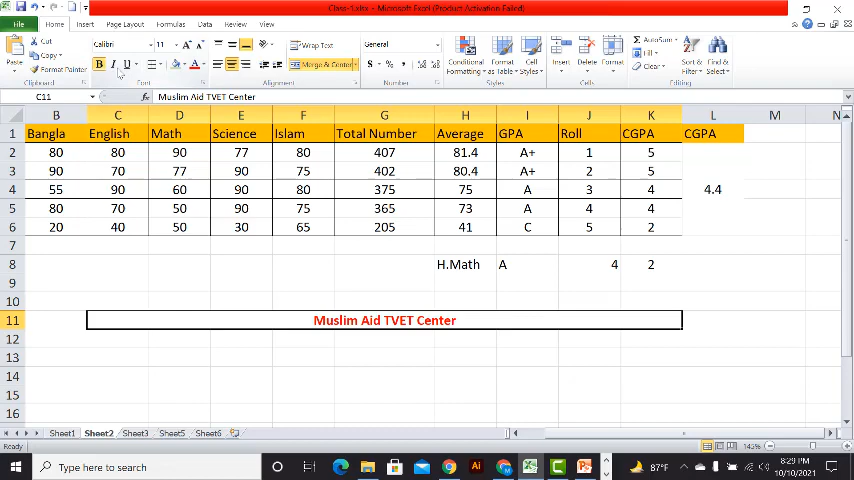 Class-1.xlsx - Microsoft Excel (Product Activation Failed)
File Home Insert Page Layout Formulas Data Review View
Paste Cut Copy Format Painter Clipboard
Calibri 11 B I U Font
Wrap Text Merge & Center Alignment
General $ % , Number
Conditional Formatting Format as Table Cell Styles Styles
Insert Delete Format Cells
AutoSum Fill Clear Sort & Filter Find & Select Editing
C11 fx Muslim Aid TVET Center
B C D E F G H I J K L M N
1 Bangla English Math Science Islam Total Number Average GPA Roll CGPA CGPA
2 80 80 90 77 80 407 81.4 A+ 1 5
3 90 70 77 90 75 402 80.4 A+ 2 5
4 55 90 60 90 80 375 75 A 3 4 4.4
5 80 70 50 90 75 365 73 A 4 4
6 20 40 50 30 65 205 41 C 5 2
7
8 H.Math A 4 2
9
10
11 Muslim Aid TVET Center
12
13
14
15
16
Sheet1 Sheet2 Sheet3 Sheet5 Sheet6
Ready 145%
Type here to search 87°F 8:29 PM
10/10/2021